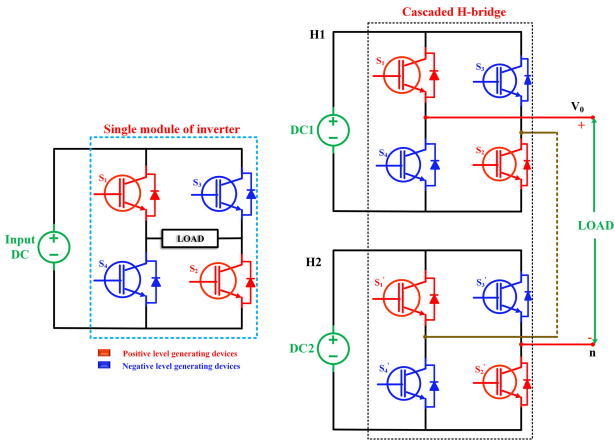 Cascaded H-bridge
H1
S1
S3
V0
+
DC1
S4
S2
LOAD
Single module of inverter
S1
S3
Input
DC
LOAD
S4
S2
Positive level generating devices
Negative level generating devices
H2
S1'
S3'
DC2
-
n
S4'
S2'